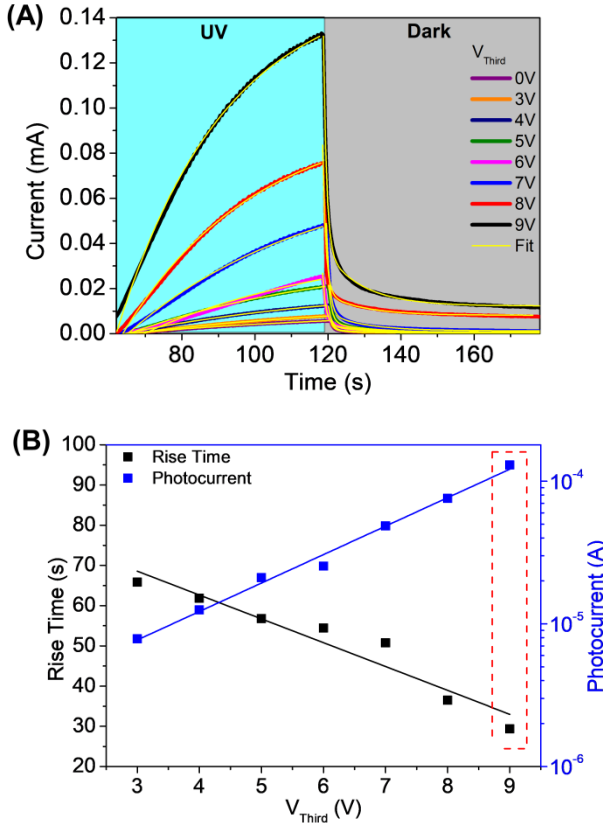 (A)
UV
Dark
V_Third
0V
3V
4V
5V
6V
7V
8V
9V
Fit
0.14
0.12
0.10
0.08
0.06
0.04
0.02
0.00
Current (mA)
80 100 120 140 160
Time (s)
(B)
Rise Time
Photocurrent
100
90
80
70
60
50
40
30
20
Rise Time (s)
10^-4
10^-5
10^-6
Photocurrent (A)
3 4 5 6 7 8 9
V_Third (V)